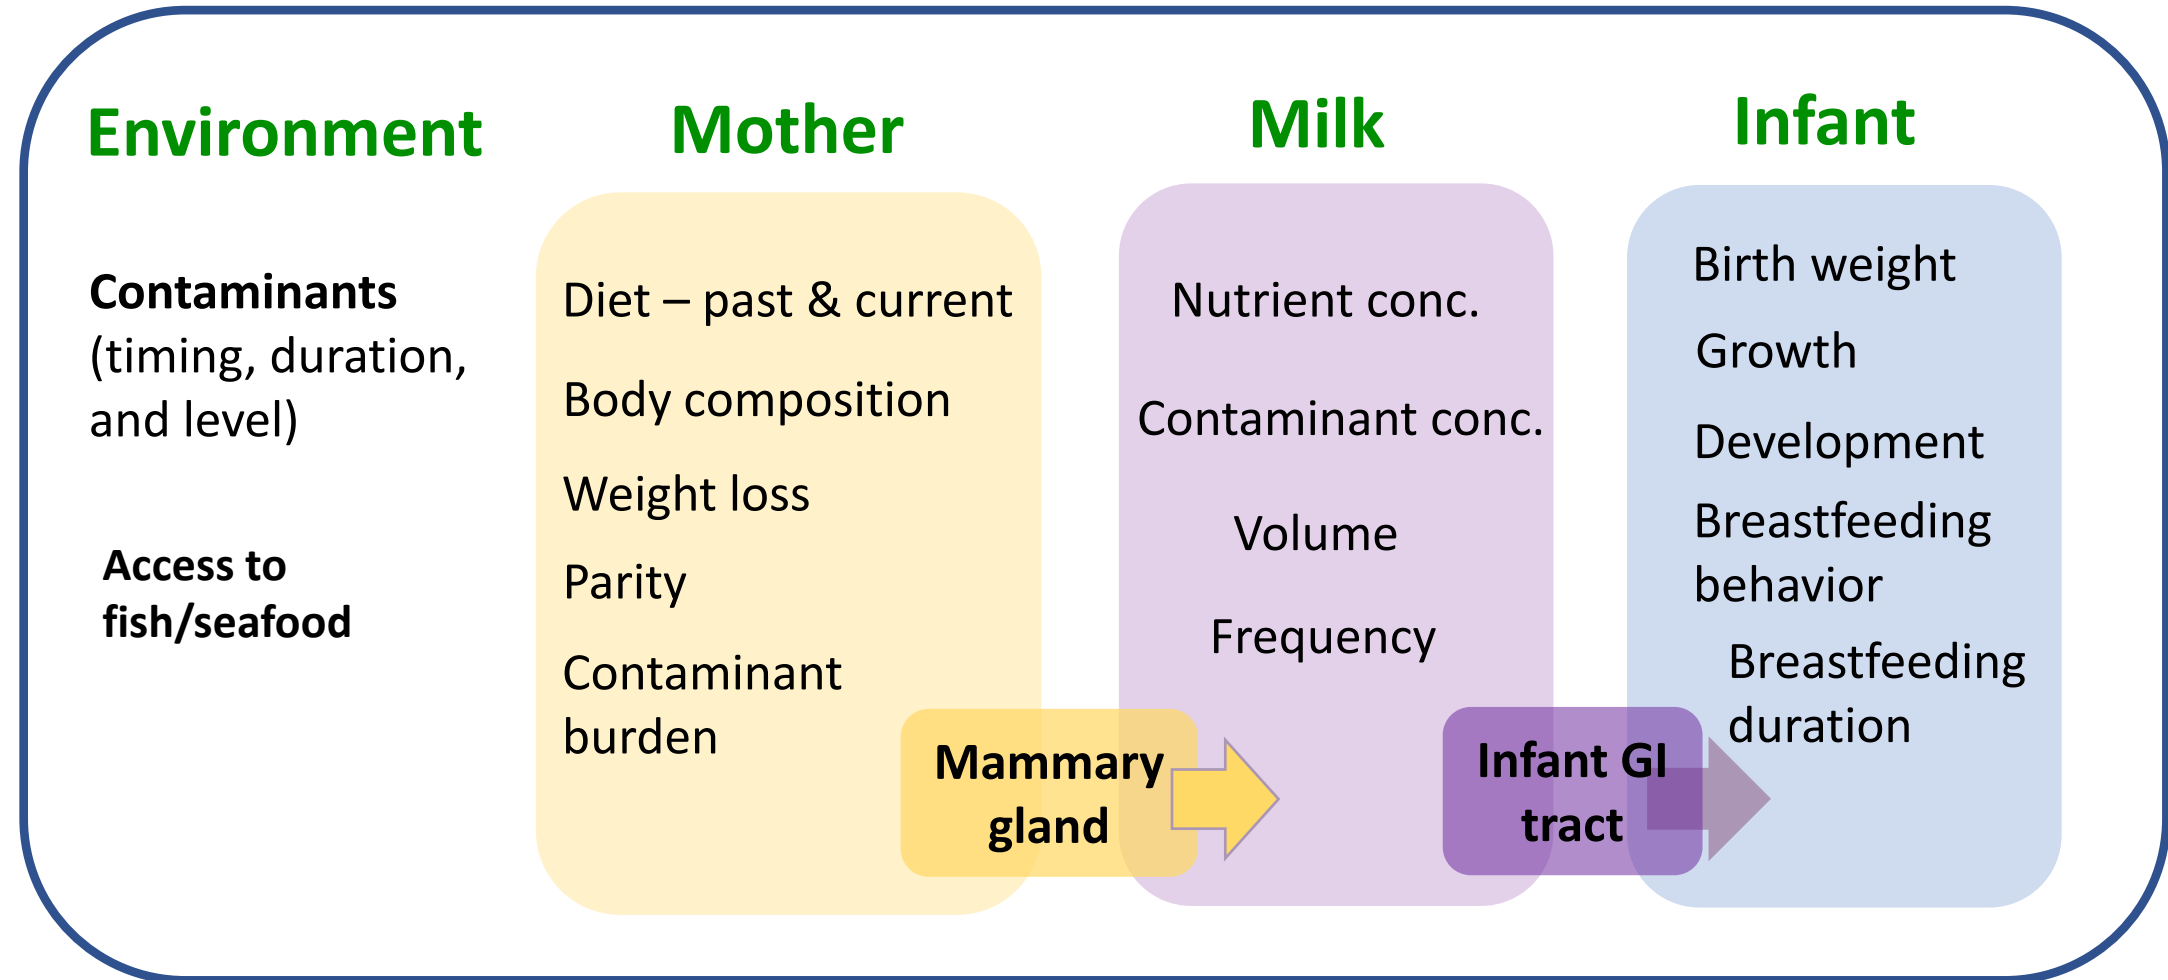 Environment
Contaminants
(timing, duration,
and level)
Access to
fish/seafood
Mother
Diet – past & current
Body composition
Weight loss
Parity
Contaminant
burden
Mammary
gland
Milk
Nutrient conc.
Contaminant conc.
Volume
Frequency
Infant GI
tract
Infant
Birth weight
Growth
Development
Breastfeeding
behavior
Breastfeeding
duration